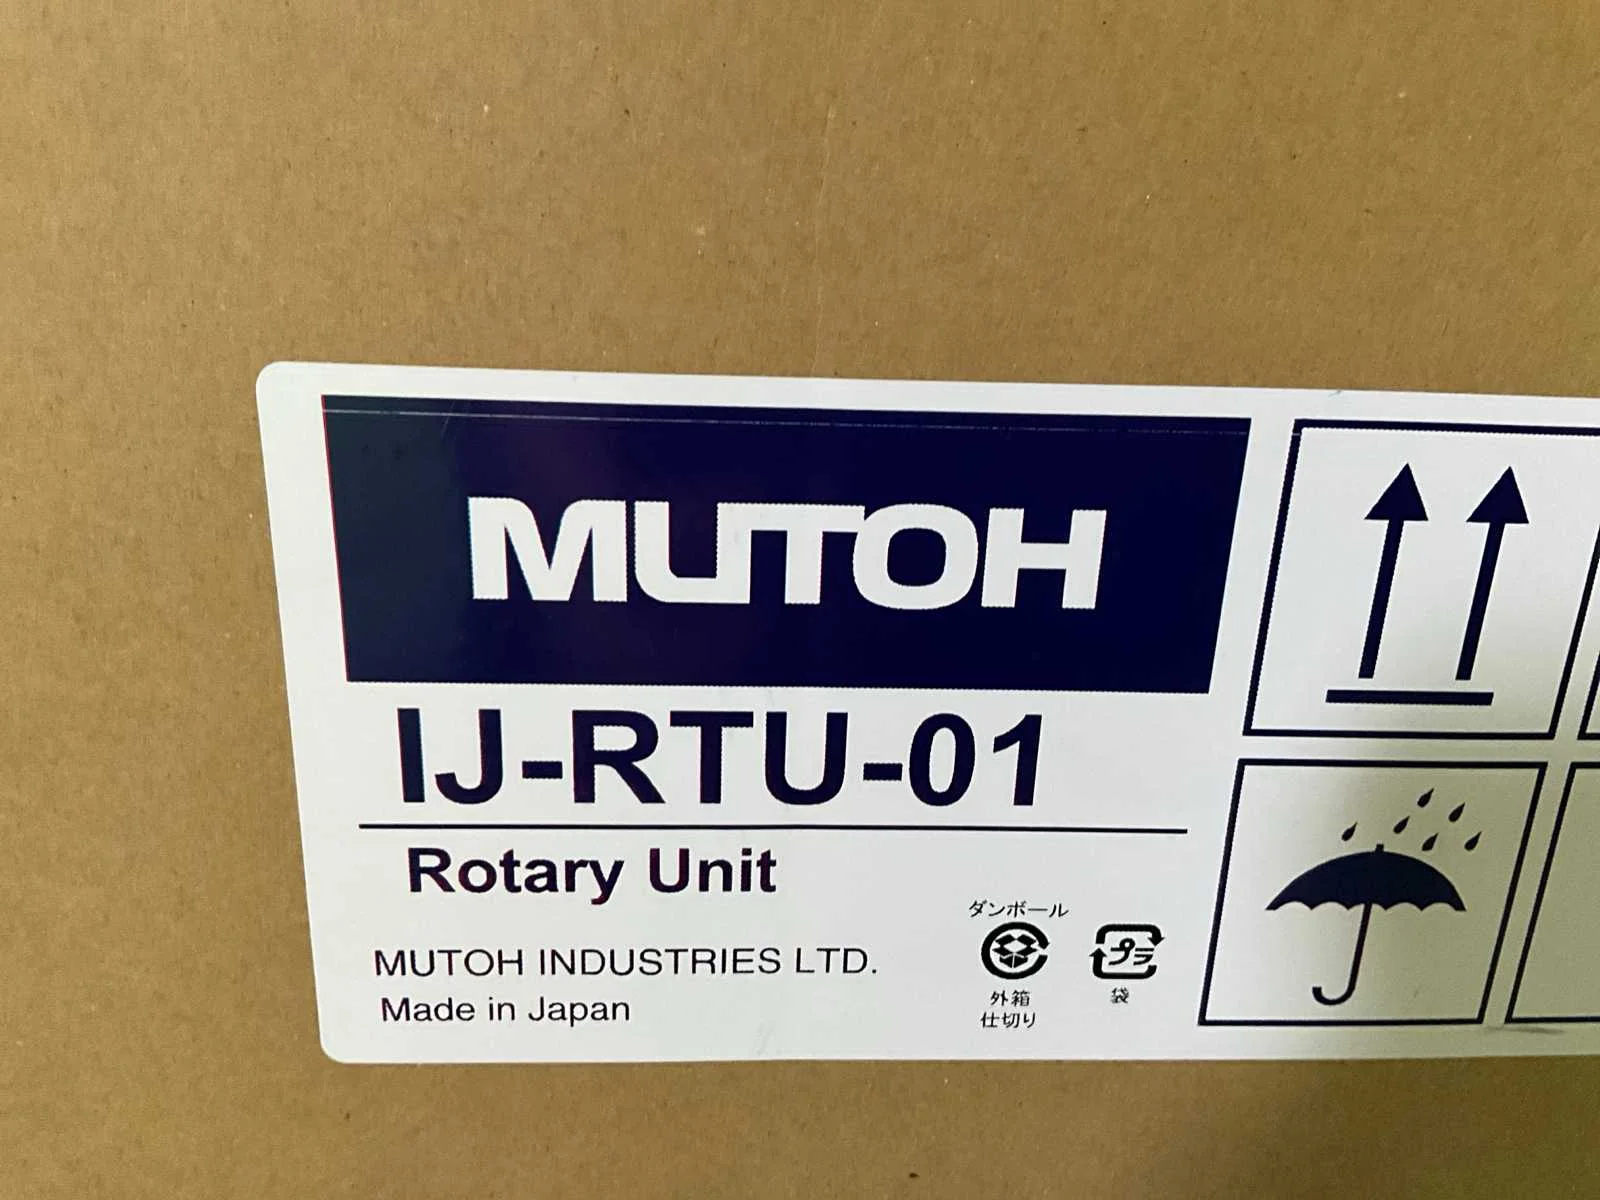 MUTOH
IJ-RTU-01
Rotary Unit
MUTOH INDUSTRIES LTD.
Made in Japan
ダンボール
外箱
仕切り
プラ
袋